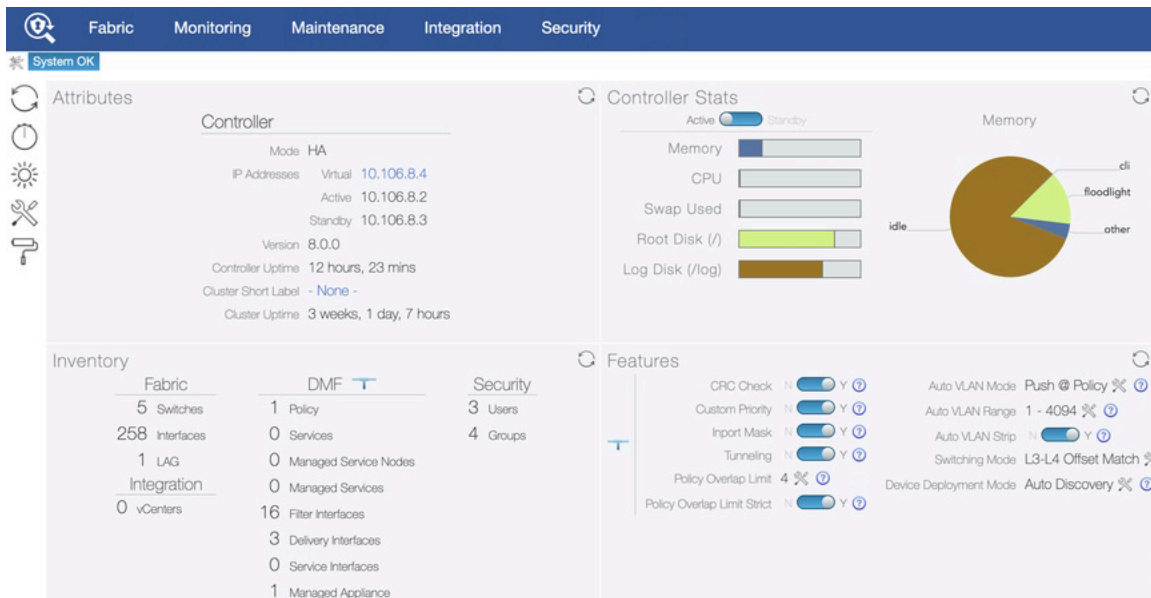 Fabric Monitoring Maintenance Integration Security
System OK
Attributes
Controller
Mode HA
IP Addresses Virtual 10.106.8.4
Active 10.106.8.2
Standby 10.106.8.3
Version 8.0.0
Controller Uptime 12 hours, 23 mins
Cluster Short Label - None -
Cluster Uptime 3 weeks, 1 day, 7 hours
Controller Stats
Active Standby
Memory
CPU
Swap Used
Root Disk (/)
Log Disk (/log)
Memory
cli
floodlight
other
idle
Inventory
Fabric
5 Switches
258 Interfaces
1 LAG
Integration
0 vCenters
DMF
1 Policy
0 Services
0 Managed Service Nodes
0 Managed Services
16 Filter Interfaces
3 Delivery Interfaces
0 Service Interfaces
1 Managed Appliance
Security
3 Users
4 Groups
Features
CRC Check N Y ?
Custom Priority N Y ?
Inport Mask N Y ?
Tunneling N Y ?
Policy Overlap Limit 4 ?
Policy Overlap Limit Strict N Y ?
Auto VLAN Mode Push @ Policy ?
Auto VLAN Range 1 - 4094 ?
Auto VLAN Strip N Y ?
Switching Mode L3-L4 Offset Match
Device Deployment Mode Auto Discovery ?